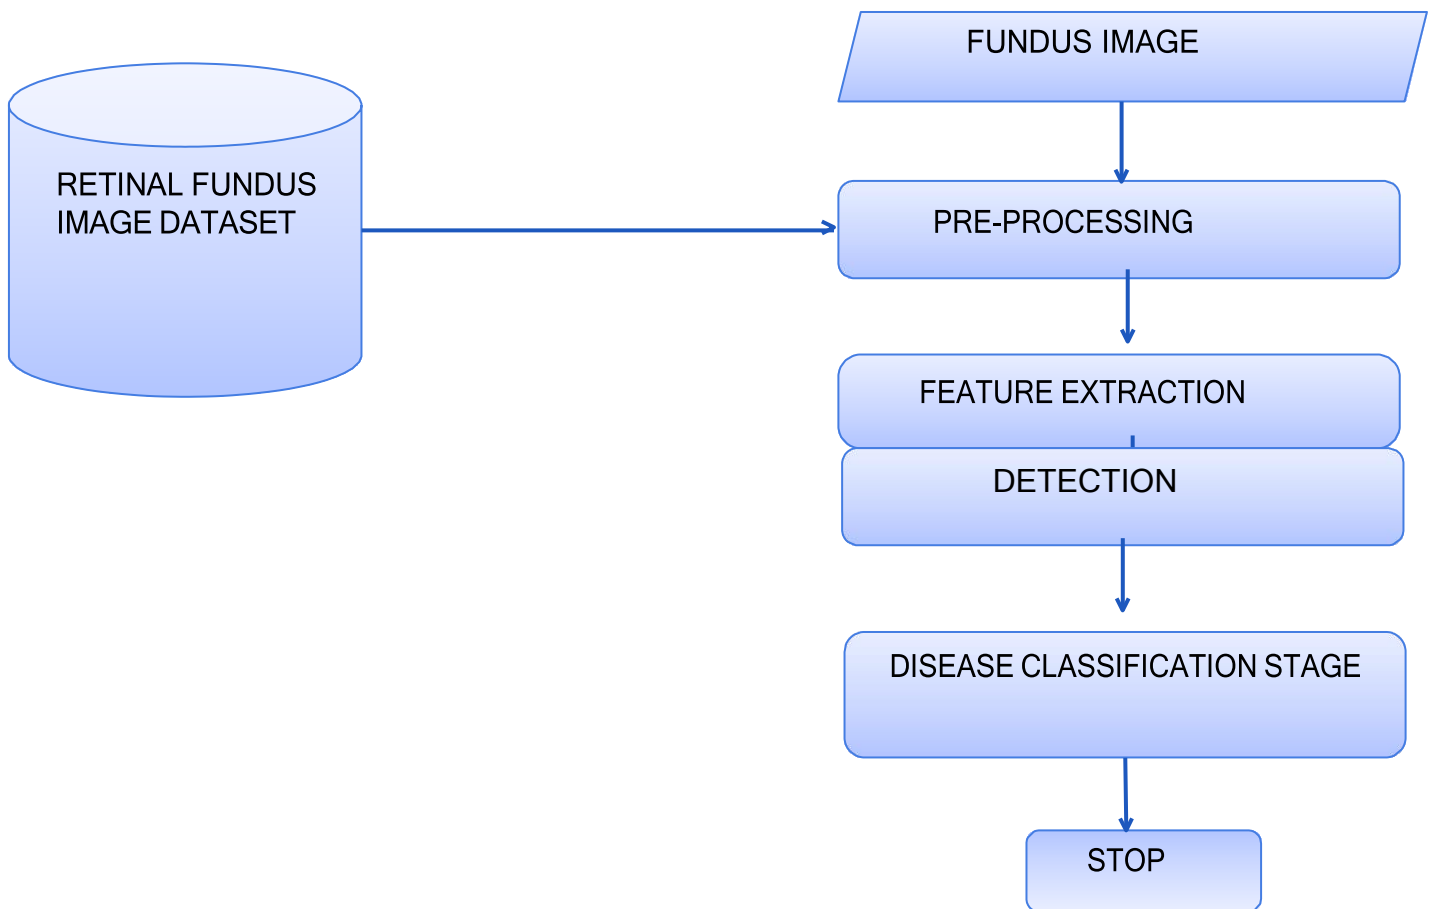 FUNDUS IMAGE
RETINAL FUNDUS
IMAGE DATASET
PRE-PROCESSING
FEATURE EXTRACTION
DETECTION
DISEASE CLASSIFICATION STAGE
STOP